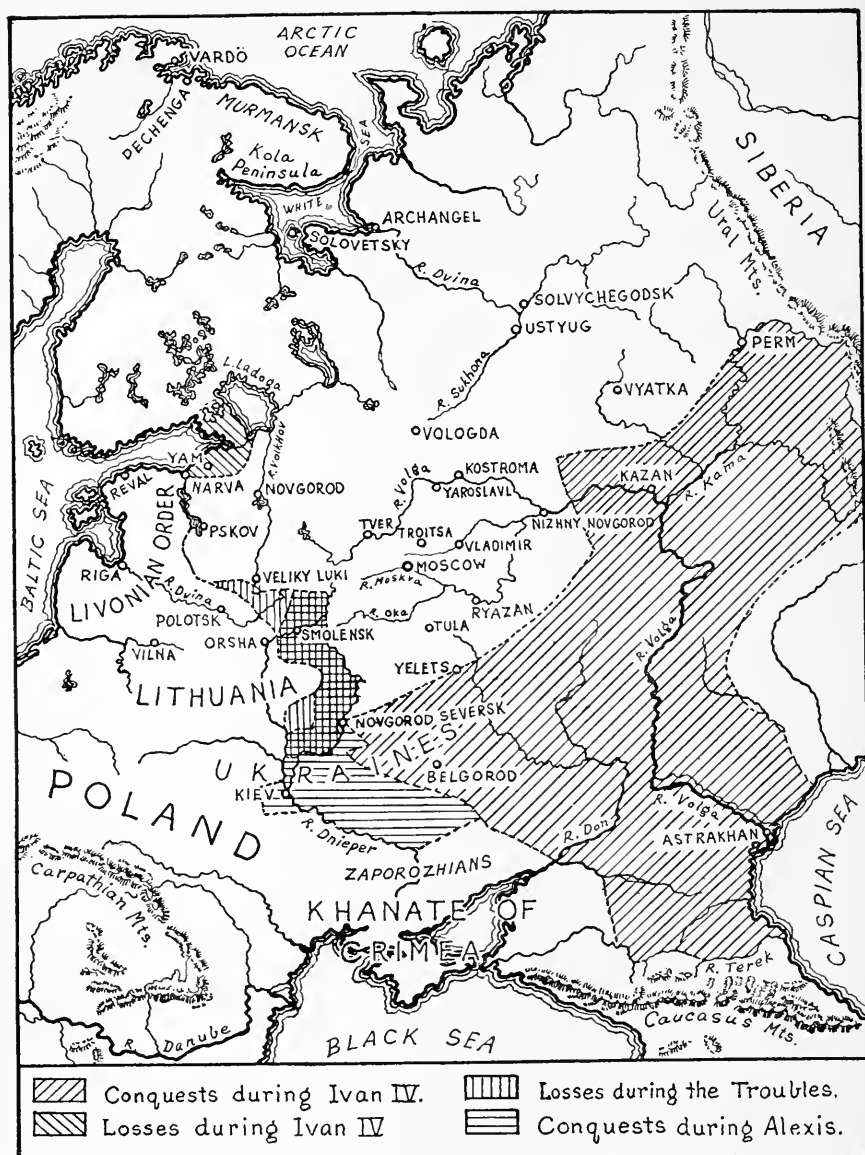 ARCTIC
OCEAN
VARDÖ
DECHENGA
MURMANSK
Kola
Peninsula
WHITE SEA
ARCHANGEL
SOLOVETSKY
R. Dvina
SIBERIA
Ural Mts.
SOLVYCHEGODSK
USTYUG
PERM
R. Sukhona
VYATKA
L. Ladoga
VOLOGDA
R. Volkhov
YAM
REVAL
NARVA
NOVGOROD
R. Volga
KOSTROMA
YAROSLAVL
KAZAN
R. Kama
BALTIC SEA
LIVONIAN ORDER
PSKOV
TVER
TROITSA
NIZHNY NOVGOROD
VLADIMIR
MOSCOW
R. Moskva
RIGA
R. Dvina
VELIKY LUKI
POLOTSK
R. Oka
RYAZAN
VILNA
ORSHA
SMOLENSK
TULA
R. Volga
LITHUANIA
YELETS
NOVGOROD SEVERSK
UKRAINES
BELGOROD
POLAND
KIEV
R. Dnieper
R. Don
R. Volga
ASTRAKHAN
CASPIAN SEA
ZAPOROZHIANS
Carpathian Mts.
KHANATE OF
CRIMEA
R. Terek
Caucasus Mts.
R. Danube
BLACK SEA
Conquests during Ivan IV.
Losses during the Troubles.
Losses during Ivan IV
Conquests during Alexis.